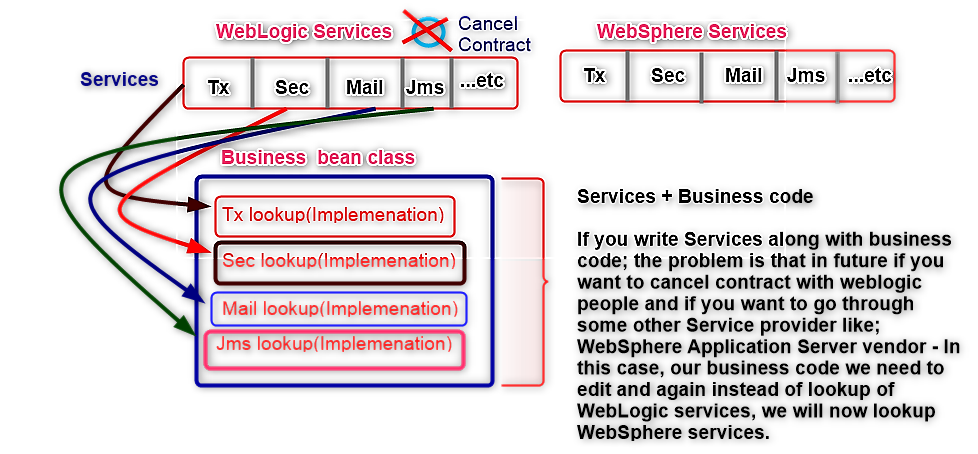 WebLogic Services
Cancel
Contract
WebSphere Services
Services
Tx Sec Mail Jms ...etc
Tx Sec Mail Jms ...etc
Business bean class
Tx lookup(Implemenation)
Sec lookup(Implemenation)
Mail lookup(Implemenation)
Jms lookup(Implemenation)
Services + Business code
If you write Services along with business
code; the problem is that in future if you
want to cancel contract with weblogic
people and if you want to go through
some other Service provider like;
WebSphere Application Server vendor - In
this case, our business code we need to
edit and again instead of lookup of
WebLogic services, we will now lookup
WebSphere services.